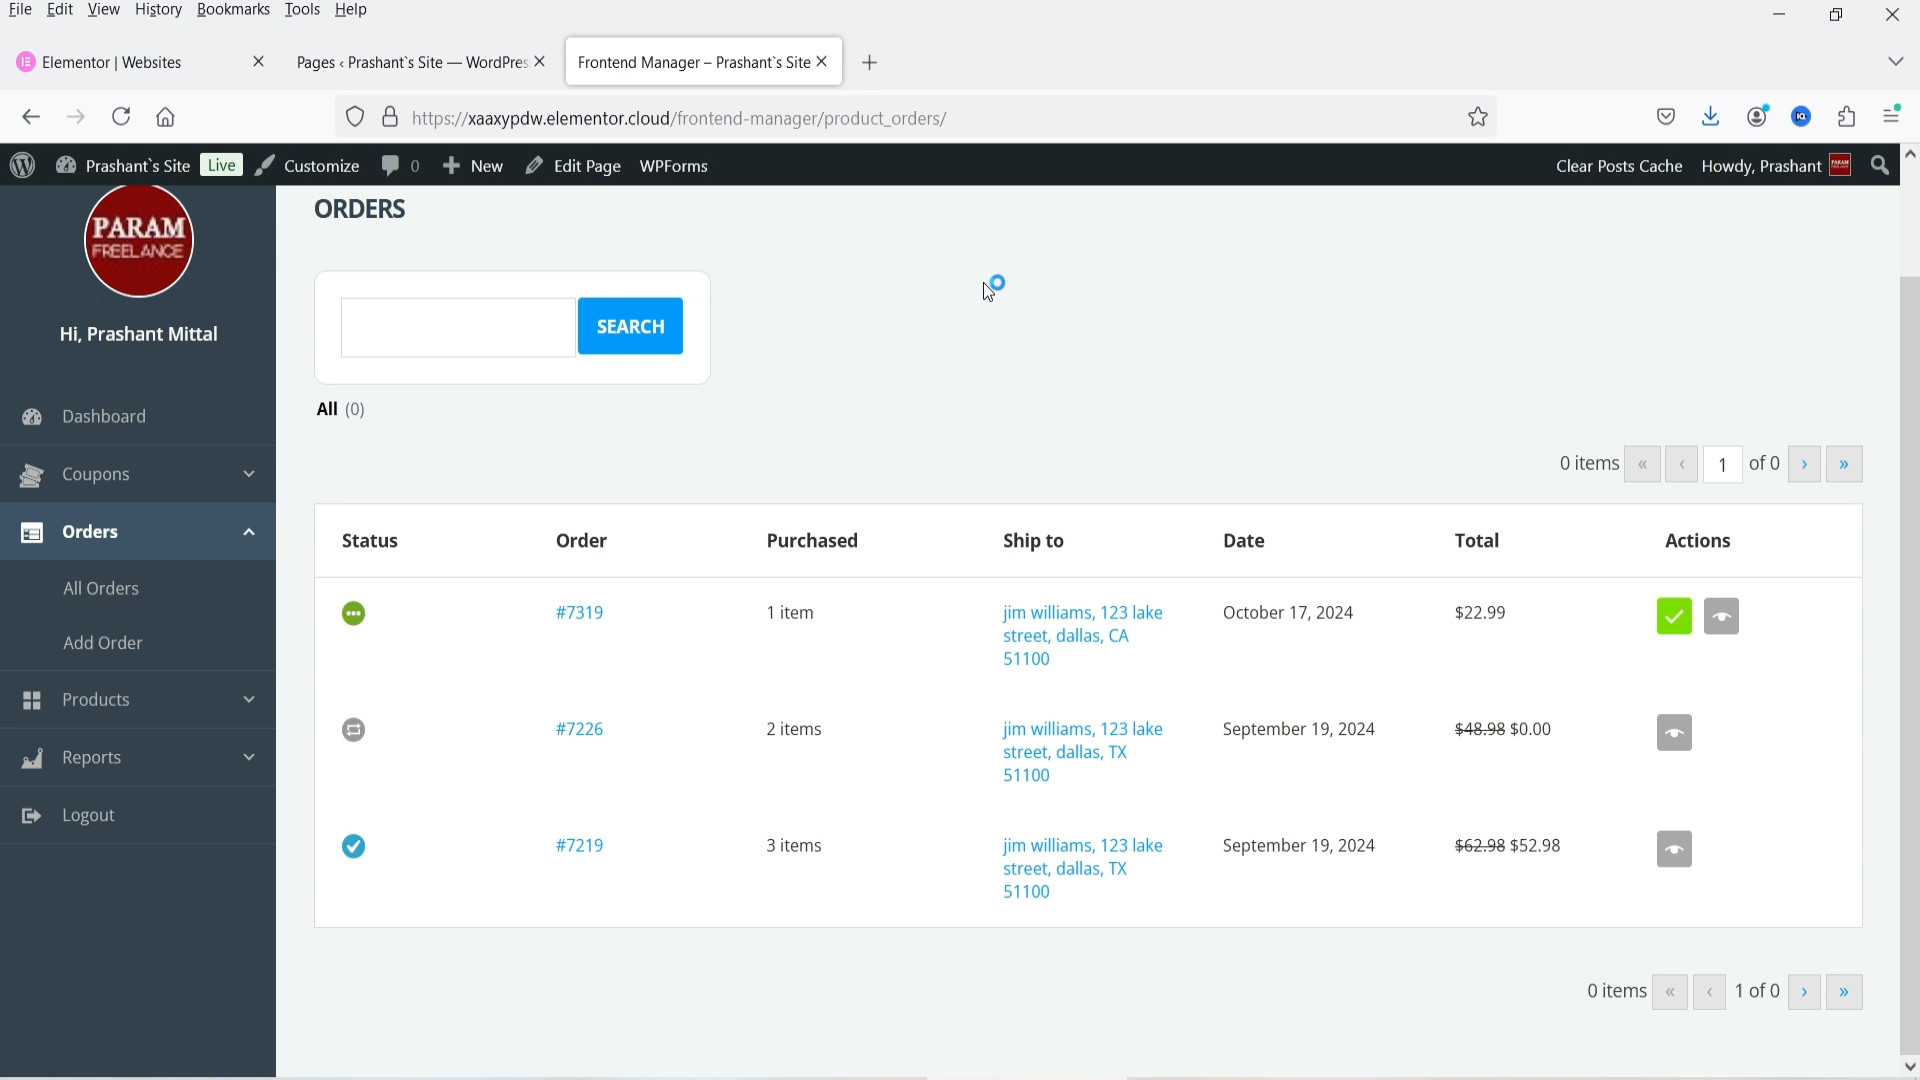 File Edit View History Bookmarks Tools Help
Elementor | Websites Pages ‹ Prashant`s Site — WordPres Frontend Manager – Prashant`s Site
https://xaaxypdw.elementor.cloud/frontend-manager/product_orders/
Prashant`s Site Live Customize 0 New Edit Page WPForms Clear Posts Cache Howdy, Prashant
PARAM
FREELANCE
Hi, Prashant Mittal
Dashboard
Coupons
Orders
All Orders
Add Order
Products
Reports
Logout
ORDERS
SEARCH
All (0)
0 items « ‹ 1 of 0 › »
Status Order Purchased Ship to Date Total Actions
#7319 1 item jim williams, 123 lake October 17, 2024 $22.99
street, dallas, CA
51100
#7226 2 items jim williams, 123 lake September 19, 2024 $48.98 $0.00
street, dallas, TX
51100
#7219 3 items jim williams, 123 lake September 19, 2024 $62.98 $52.98
street, dallas, TX
51100
0 items « ‹ 1 of 0 › »